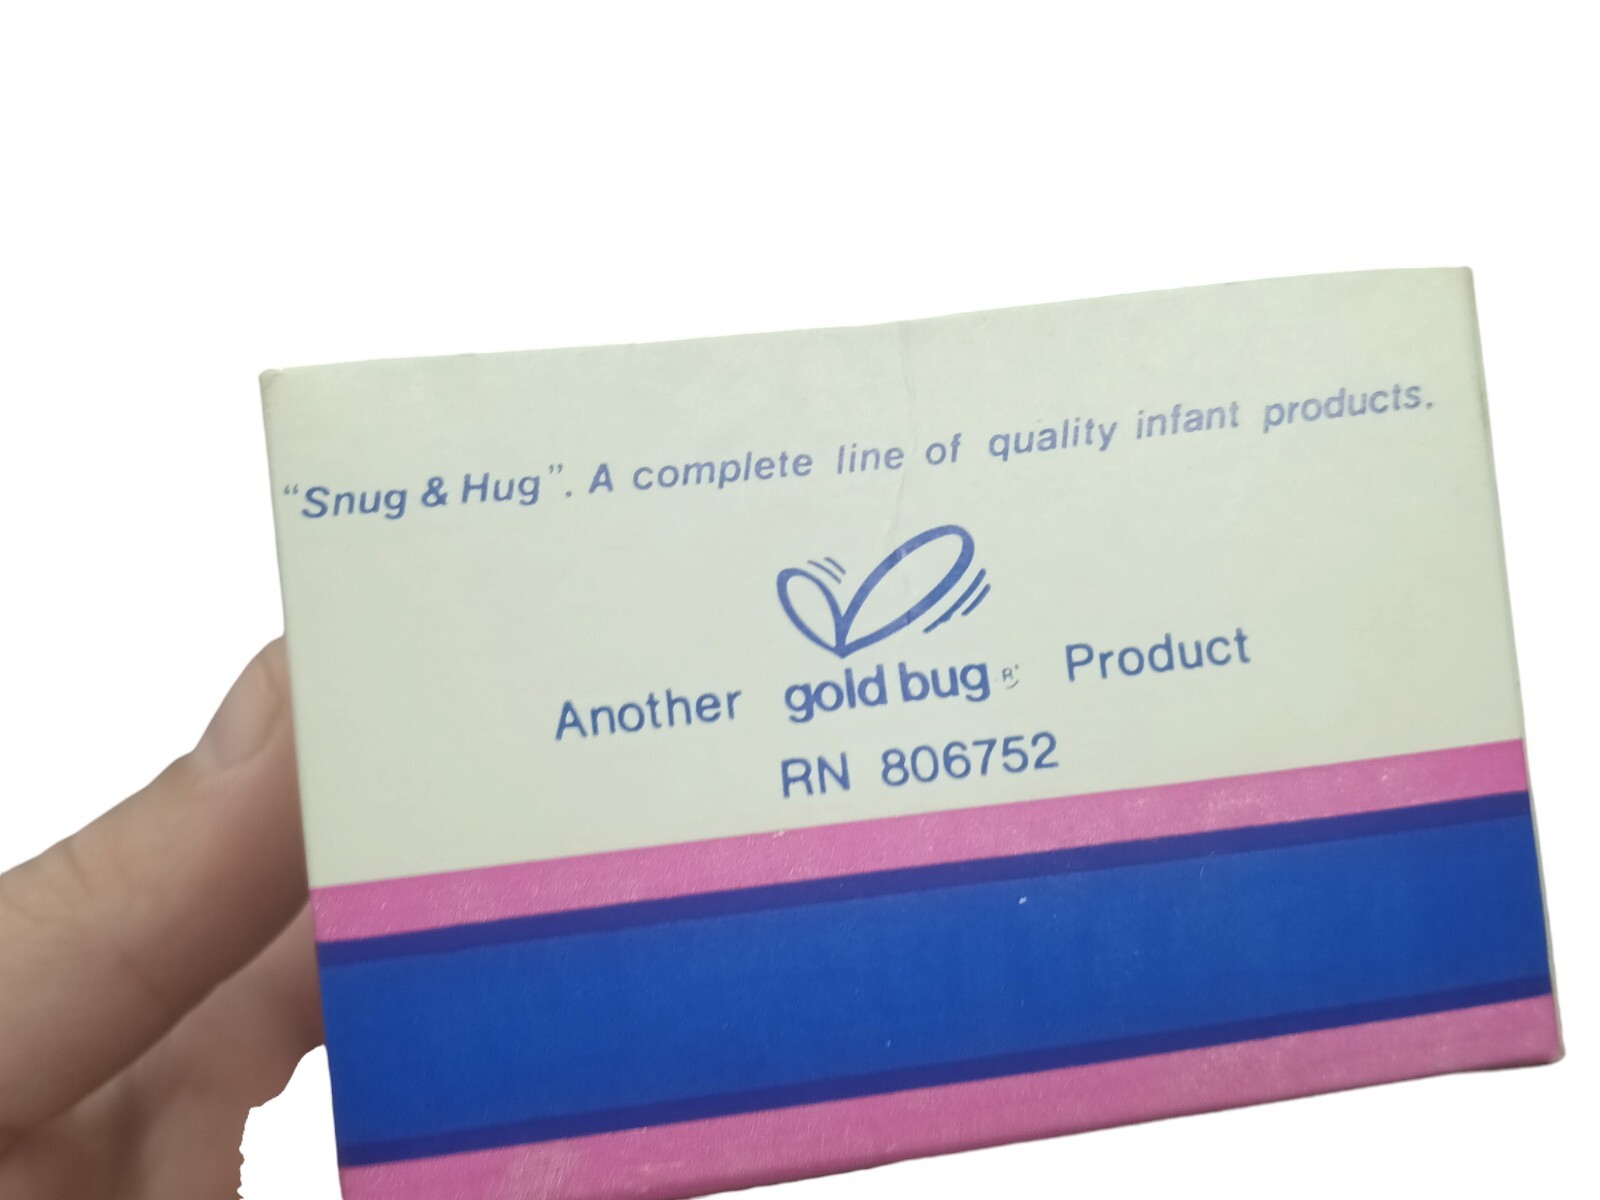 “Snug & Hug”. A complete line of quality infant products.
Another gold bug® Product
RN 806752